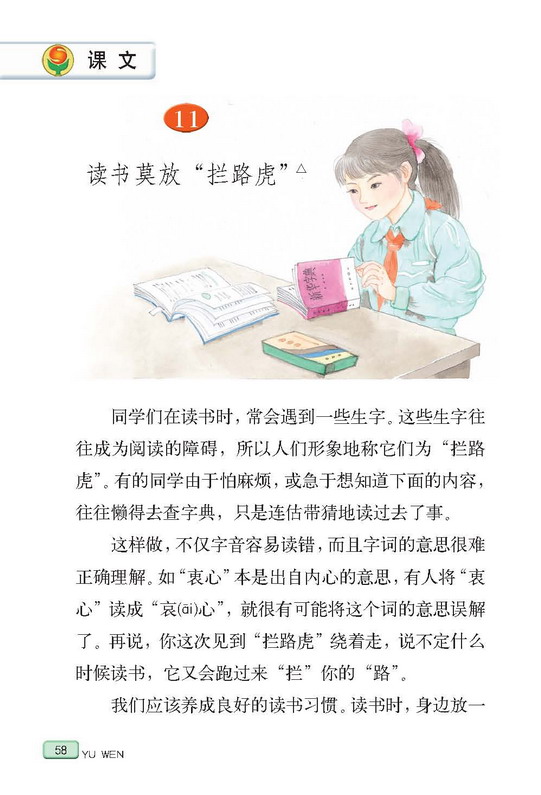 课文
11
读书莫放“拦路虎”△
新华字典
同学们在读书时，常会遇到一些生字。这些生字往
往成为阅读的障碍，所以人们形象地称它们为“拦路
虎”。有的同学由于怕麻烦，或急于想知道下面的内容，
往往懒得去查字典，只是连估带猜地读过去了事。
这样做，不仅字音容易读错，而且字词的意思很难
正确理解。如“衷心”本是出自内心的意思，有人将“衷
心”读成“哀(āi)心”，就很有可能将这个词的意思误解
了。再说，你这次见到“拦路虎”绕着走，说不定什么
时候读书，它又会跑过来“拦”你的“路”。
我们应该养成良好的读书习惯。读书时，身边放一
58
YU WEN